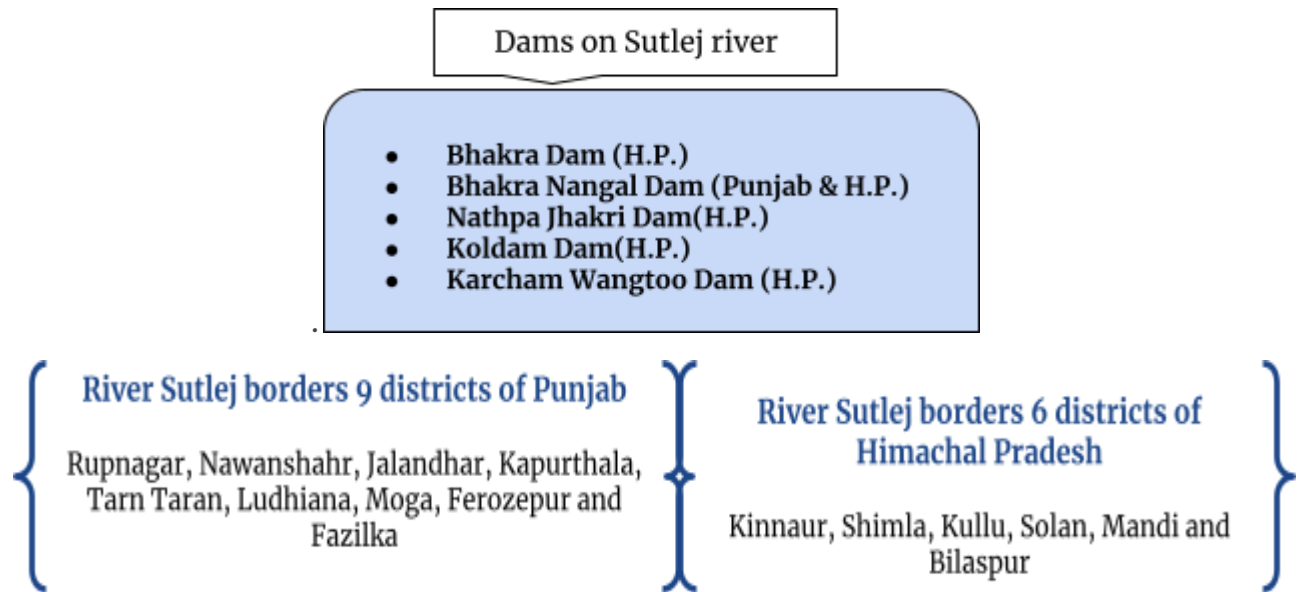 Dams on Sutlej river
● Bhakra Dam (H.P.)
● Bhakra Nangal Dam (Punjab & H.P.)
● Nathpa Jhakri Dam(H.P.)
● Koldam Dam(H.P.)
● Karcham Wangtoo Dam (H.P.)
.
River Sutlej borders 9 districts of Punjab
Rupnagar, Nawanshahr, Jalandhar, Kapurthala,
Tarn Taran, Ludhiana, Moga, Ferozepur and
Fazilka
River Sutlej borders 6 districts of
Himachal Pradesh
Kinnaur, Shimla, Kullu, Solan, Mandi and
Bilaspur